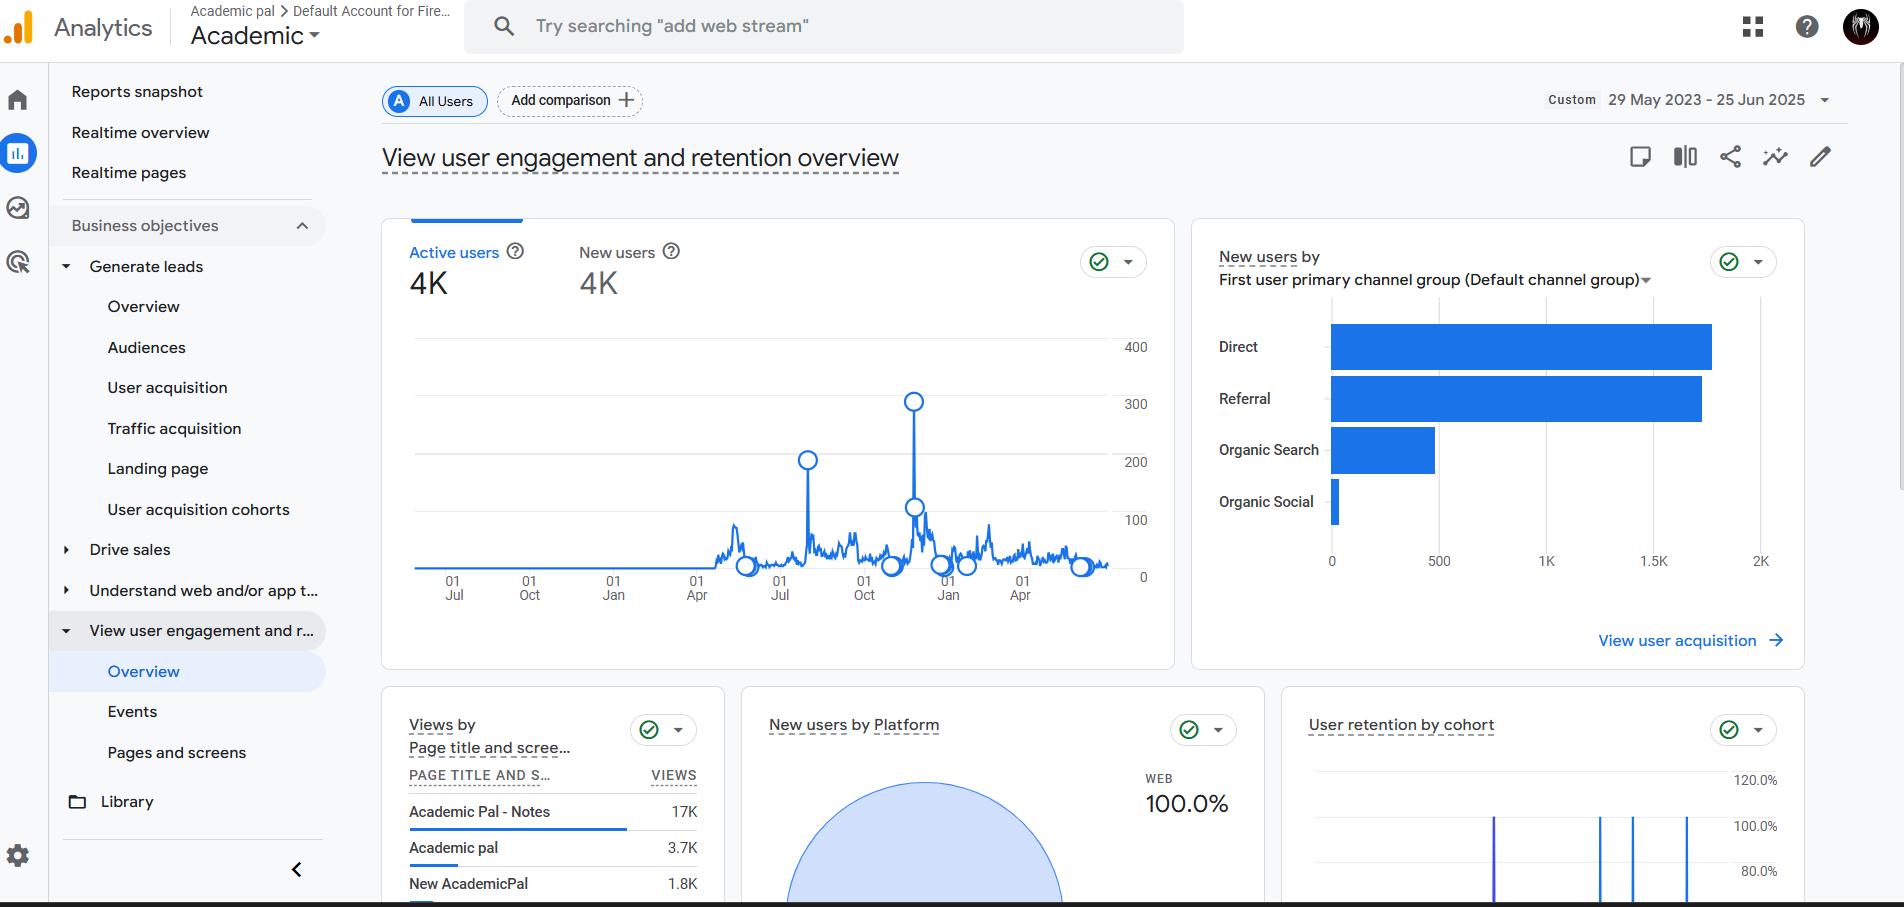 Analytics
Academic pal > Default Account for Fire...
Academic
Try searching "add web stream"
Reports snapshot
Realtime overview
Realtime pages
Business objectives
Generate leads
Overview
Audiences
User acquisition
Traffic acquisition
Landing page
User acquisition cohorts
Drive sales
Understand web and/or app t...
View user engagement and r...
Overview
Events
Pages and screens
Library
A All Users
Add comparison
Custom 29 May 2023 - 25 Jun 2025
View user engagement and retention overview
Active users
4K
New users
4K
400
300
200
100
0
01 Jul
01 Oct
01 Jan
01 Apr
01 Jul
01 Oct
01 Jan
01 Apr
New users by
First user primary channel group (Default channel group)
Direct
Referral
Organic Search
Organic Social
0 500 1K 1.5K 2K
View user acquisition
Views by
Page title and scree...
PAGE TITLE AND S... VIEWS
Academic Pal - Notes 17K
Academic pal 3.7K
New AcademicPal 1.8K
New users by Platform
WEB
100.0%
User retention by cohort
120.0%
100.0%
80.0%